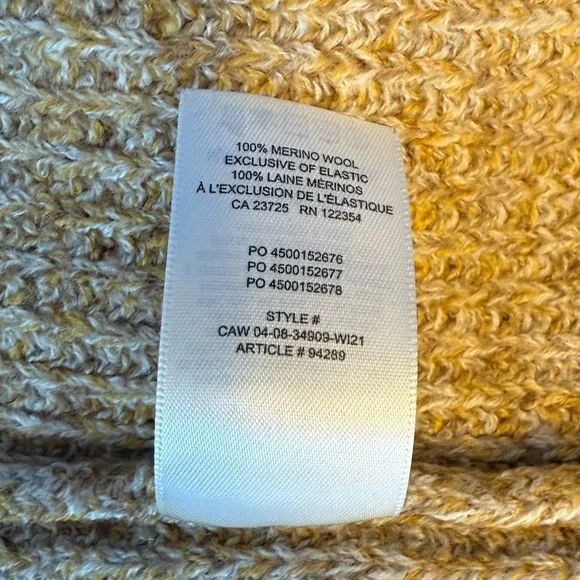 100% MERINO WOOL
EXCLUSIVE OF ELASTIC
100% LAINE MÉRINOS
À L'EXCLUSION DE L'ÉLASTIQUE
CA 23725 RN 122354
PO 4500152676
PO 4500152677
PO 4500152678
STYLE #
CAW 04-08-34909-WI21
ARTICLE # 94289